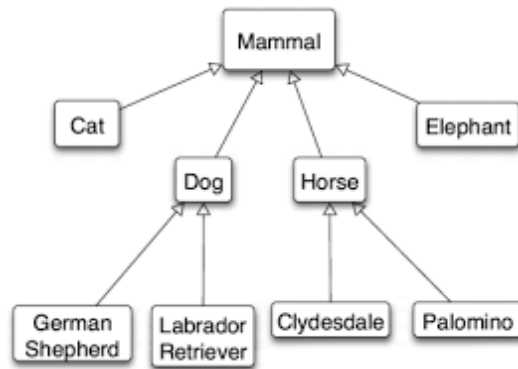 Mammal
Cat
Elephant
Dog
Horse
German
Shepherd
Labrador
Retriever
Clydesdale
Palomino